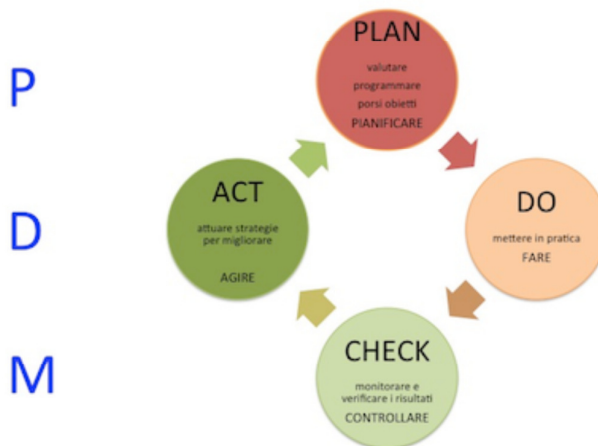 P
D
M
PLAN
valutare
programmare
porsi obietti
PIANIFICARE
DO
mettere in pratica
FARE
CHECK
monitorare e
verificare i risultati
CONTROLLARE
ACT
attuare strategie
per migliorare
AGIRE